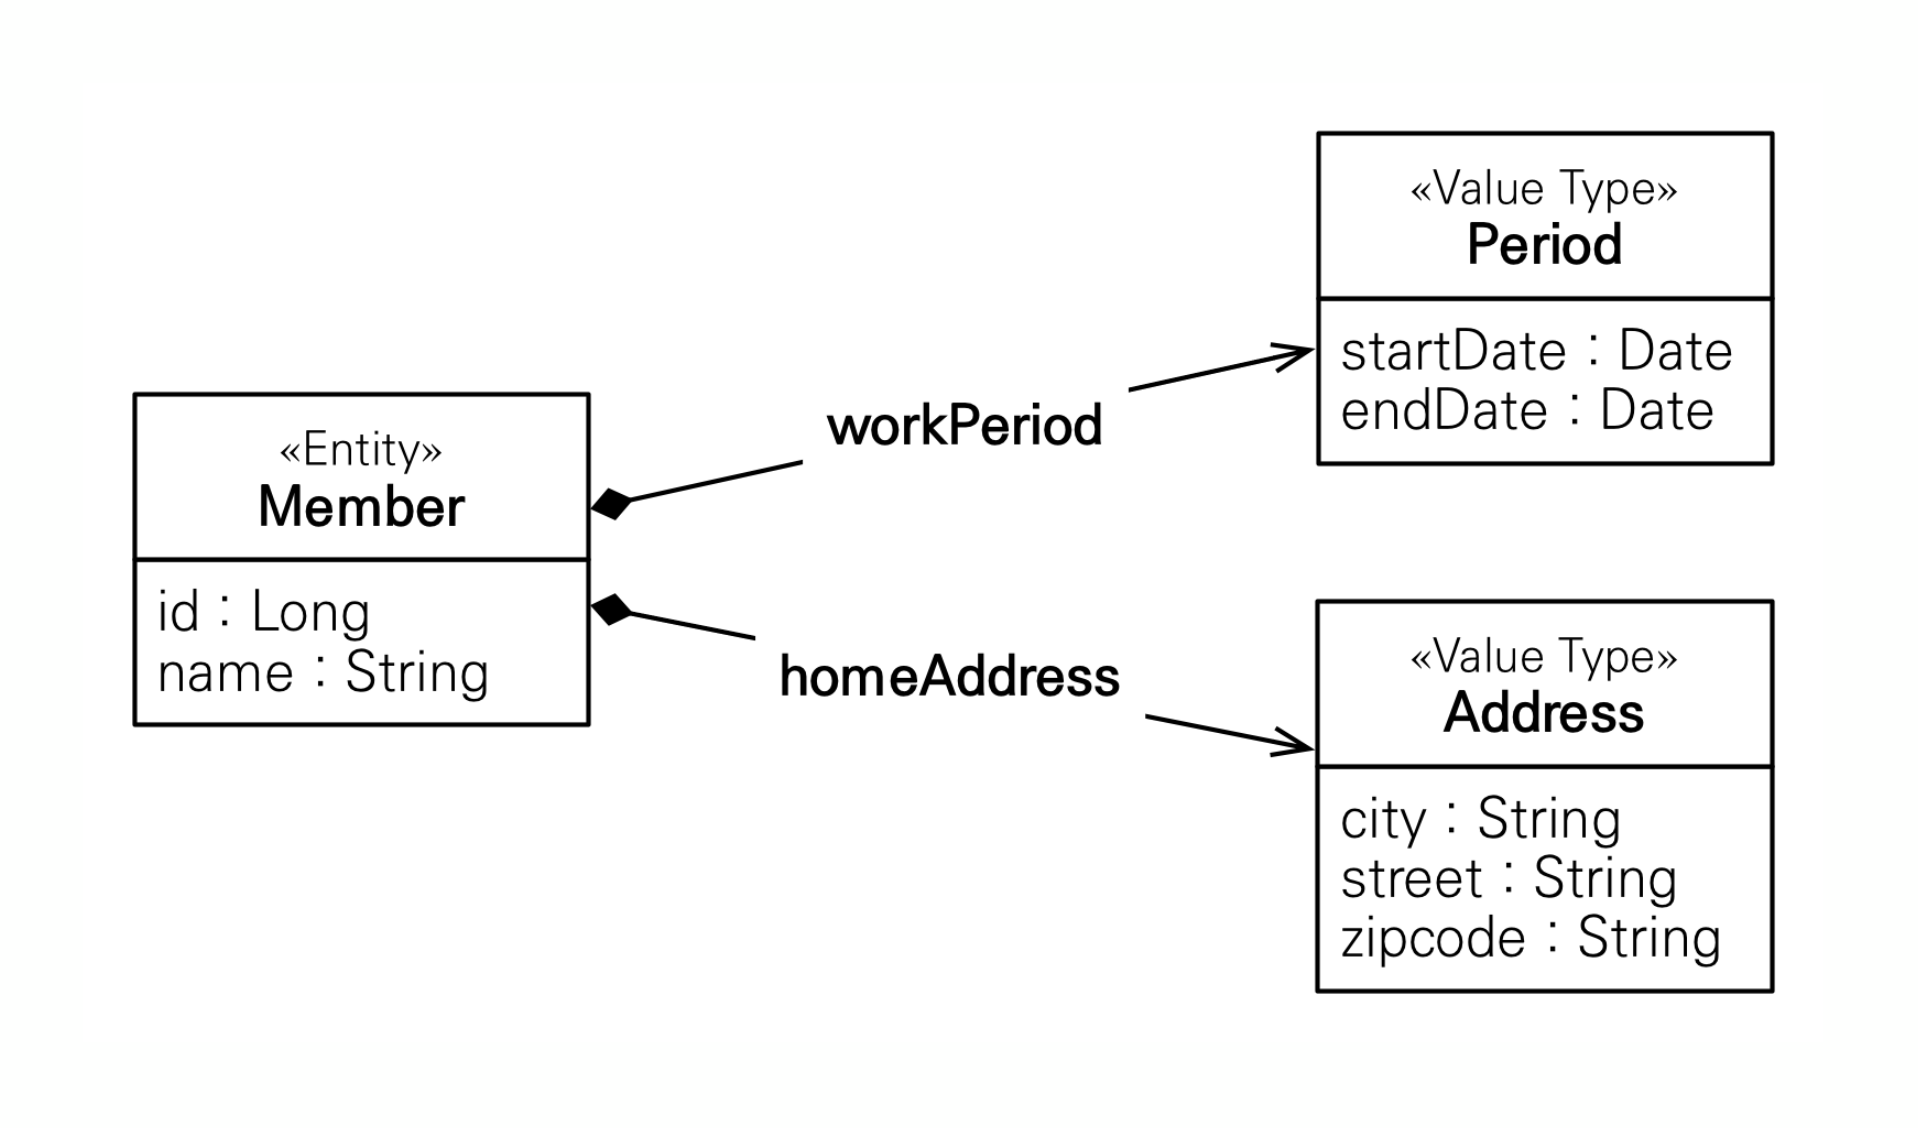 «Entity»
Member
id : Long
name : String
workPeriod
homeAddress
«Value Type»
Period
startDate : Date
endDate : Date
«Value Type»
Address
city : String
street : String
zipcode : String